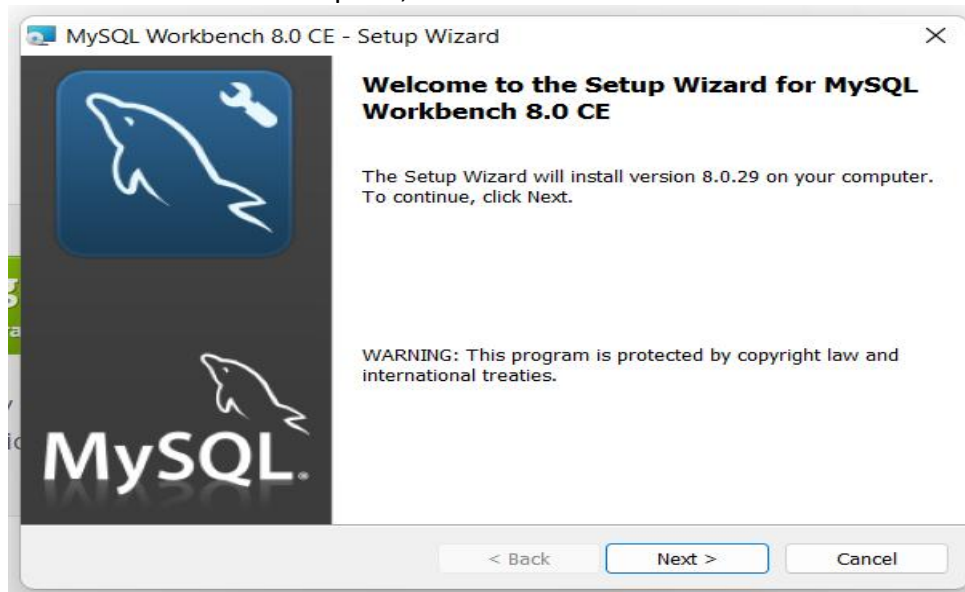 MySQL Workbench 8.0 CE - Setup Wizard
Welcome to the Setup Wizard for MySQL
Workbench 8.0 CE
The Setup Wizard will install version 8.0.29 on your computer.
To continue, click Next.
WARNING: This program is protected by copyright law and
international treaties.
MySQL®
< Back
Next >
Cancel